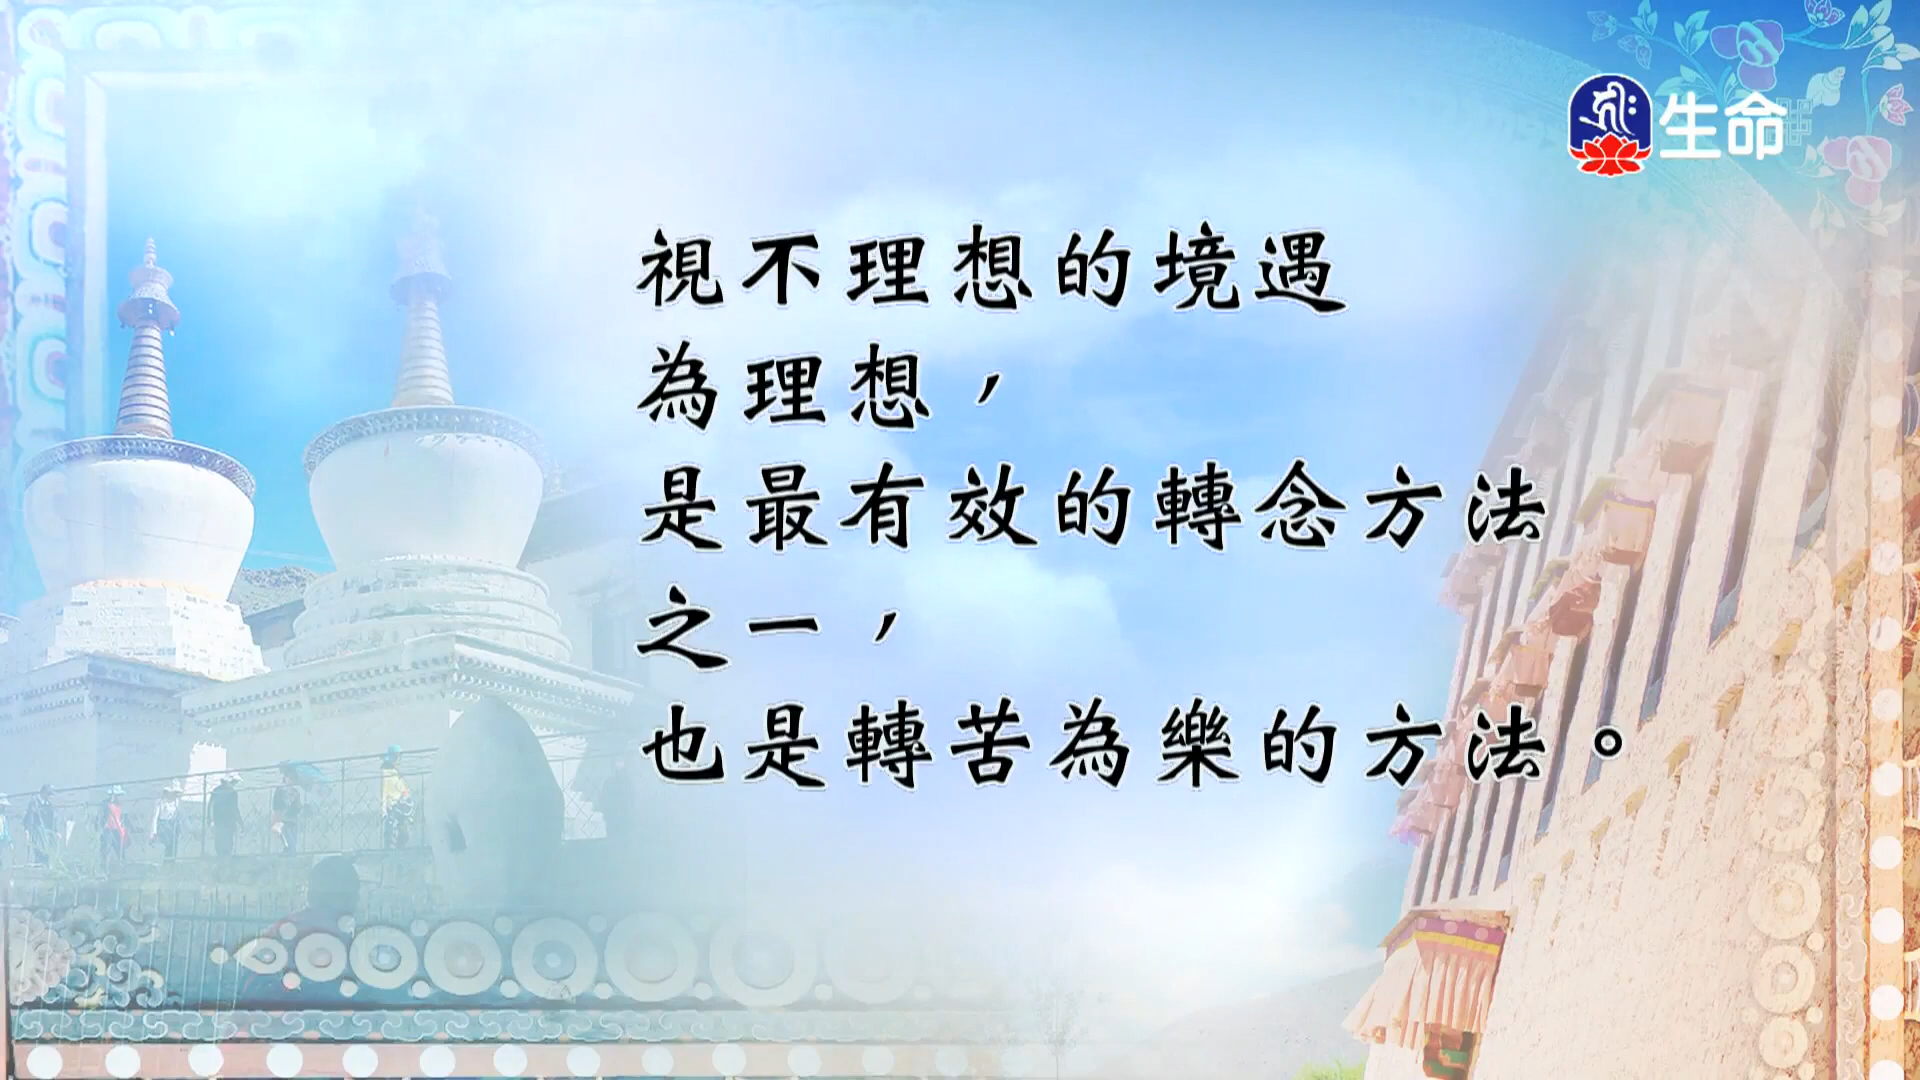 生命
視不理想的境遇
為理想，
是最有效的轉念方法
之一，
也是轉苦為樂的方法。